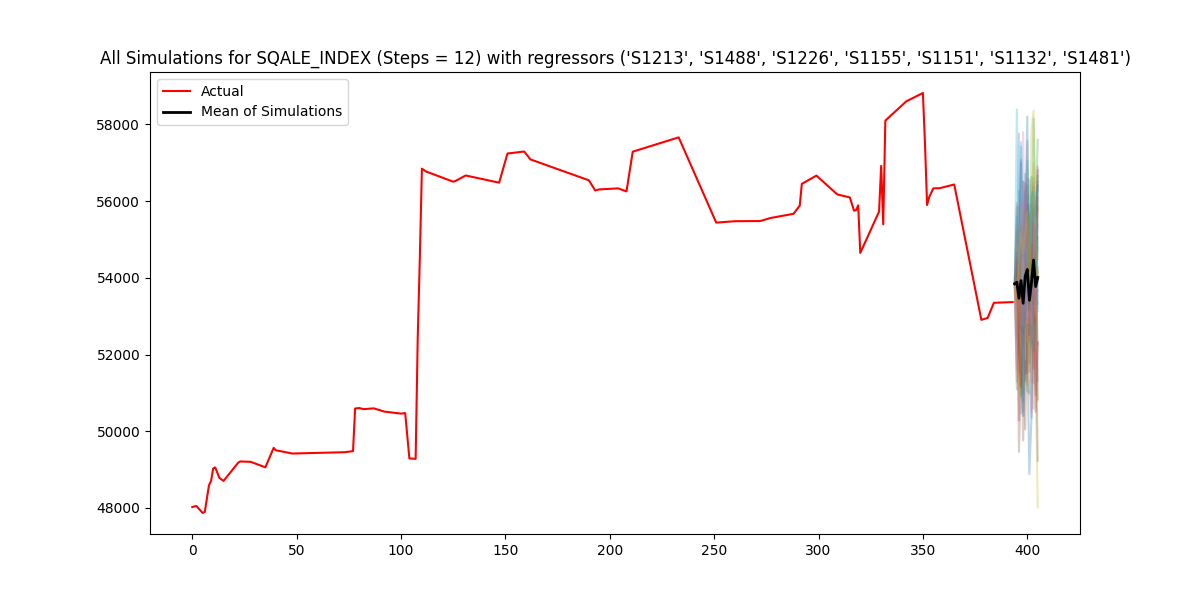 All Simulations for SQALE_INDEX (Steps = 12) with regressors ('S1213', 'S1488', 'S1226', 'S1155', 'S1151', 'S1132', 'S1481')
Actual
Mean of Simulations
58000
56000
54000
52000
50000
48000
0 50 100 150 200 250 300 350 400